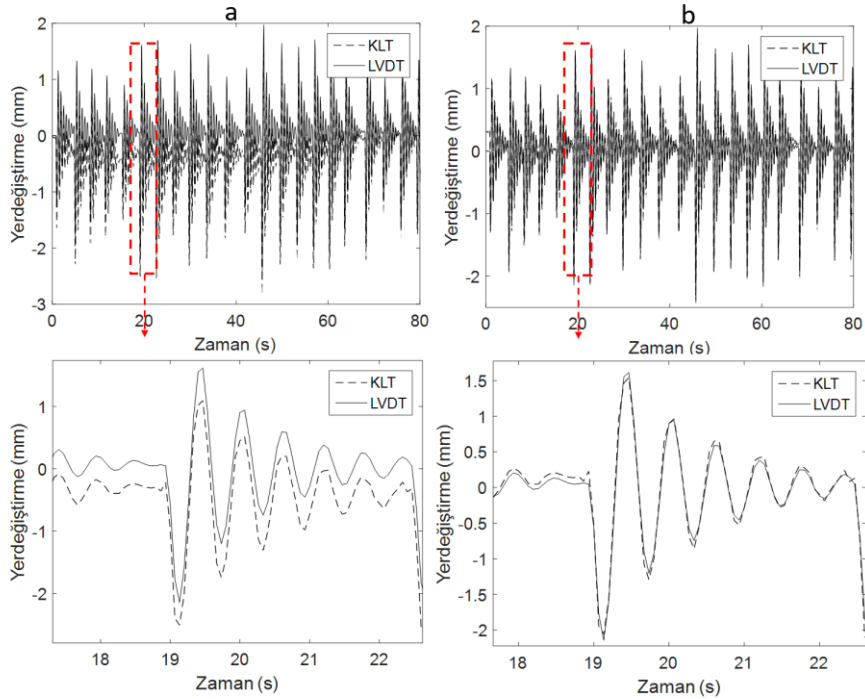 a
2
1
0
-1
-2
-3
Yerdeğiştirme (mm)
KLT
LVDT
0
20
40
60
80
Zaman (s)
b
2
1
0
-1
-2
Yerdeğiştirme (mm)
KLT
LVDT
0
20
40
60
80
Zaman (s)
1
0
-1
-2
Yerdeğiştirme (mm)
KLT
LVDT
18
19
20
21
22
Zaman (s)
1.5
1
0.5
0
-0.5
-1
-1.5
-2
Yerdeğiştirme (mm)
KLT
LVDT
18
19
20
21
22
Zaman (s)